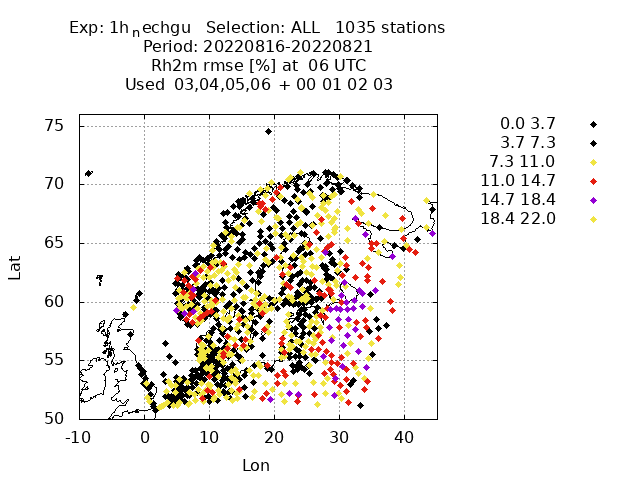 Exp: 1h_nechgu Selection: ALL 1035 stations
Period: 20220816-20220821
Rh2m rmse [%] at 06 UTC
Used 03,04,05,06 + 00 01 02 03
0.0 3.7
3.7 7.3
7.3 11.0
11.0 14.7
14.7 18.4
18.4 22.0
Lat
75
70
65
60
55
50
-10 0 10 20 30 40
Lon